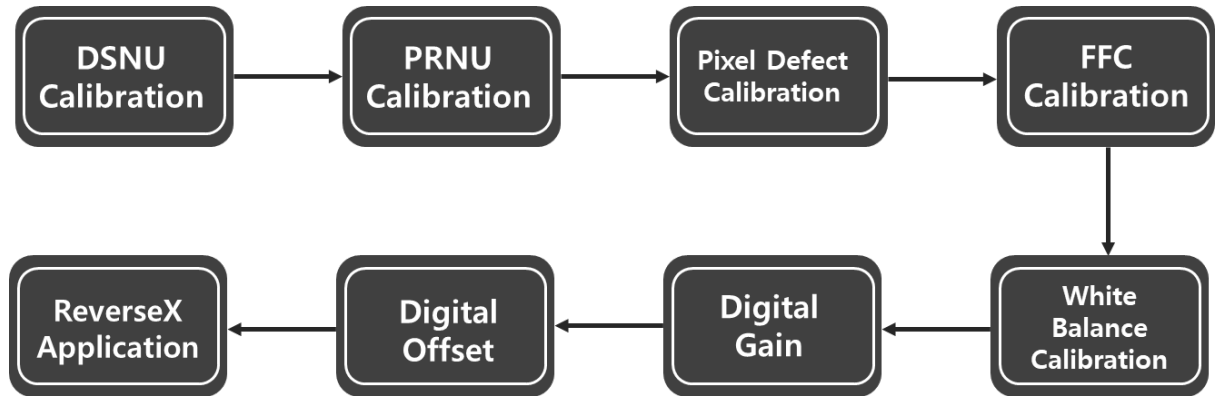 DSNU
Calibration
PRNU
Calibration
Pixel Defect
Calibration
FFC
Calibration
White
Balance
Calibration
Digital
Gain
Digital
Offset
ReverseX
Application